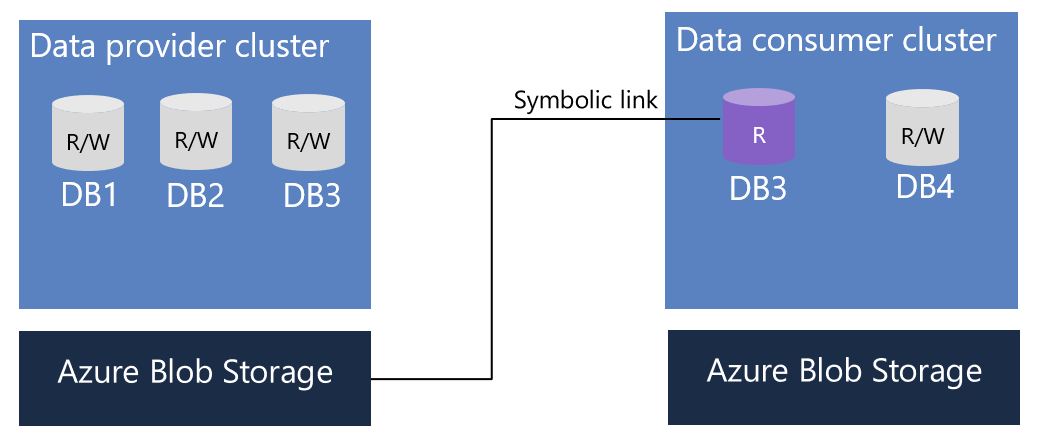 Data provider cluster
R/W
R/W
R/W
DB1
DB2
DB3
Azure Blob Storage
Symbolic link
Data consumer cluster
R
R/W
DB3
DB4
Azure Blob Storage